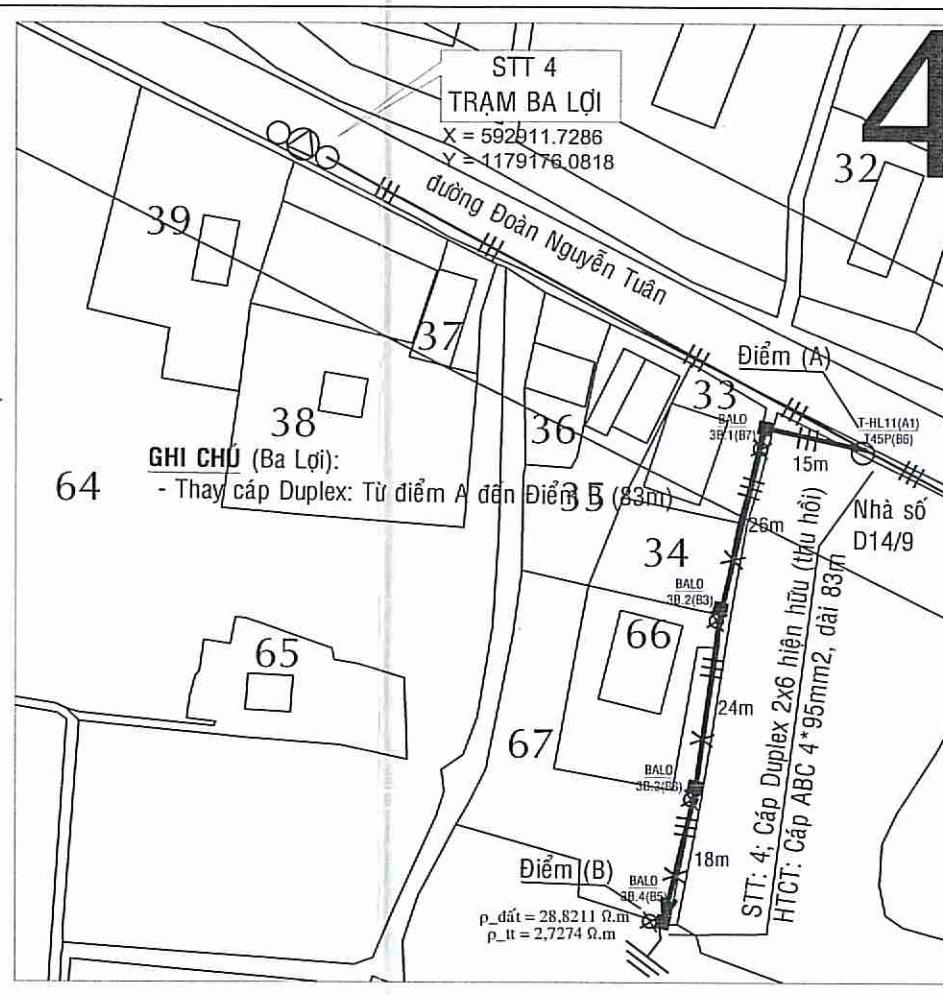 4
STT 4
TRẠM BA LỢI
X = 592911.7286
Y = 1179176.0818
đường Đoàn Nguyễn Tuân
32
39
37
Điểm (A)
33
BALO
3B.1(B7)
T-HL11(A1)
T45P(B6)
15m
38
36
GHI CHÚ (Ba Lợi):
64
- Thay cáp Duplex: Từ điểm A đến Điểm B (83m)
35
Nhà số
D14/9
26m
34
BALO
3B.2(B3)
66
65
24m
67
BALO
3B.3(B6)
STT: 4; Cáp Duplex 2x6 hiện hữu (thu hồi)
HTCT: Cáp ABC 4*95mm2, dài 83m
18m
Điểm (B)
BALO
3B.4(B5)
ρ_đất = 28,8211 Ω.m
ρ_tt = 2,7274 Ω.m